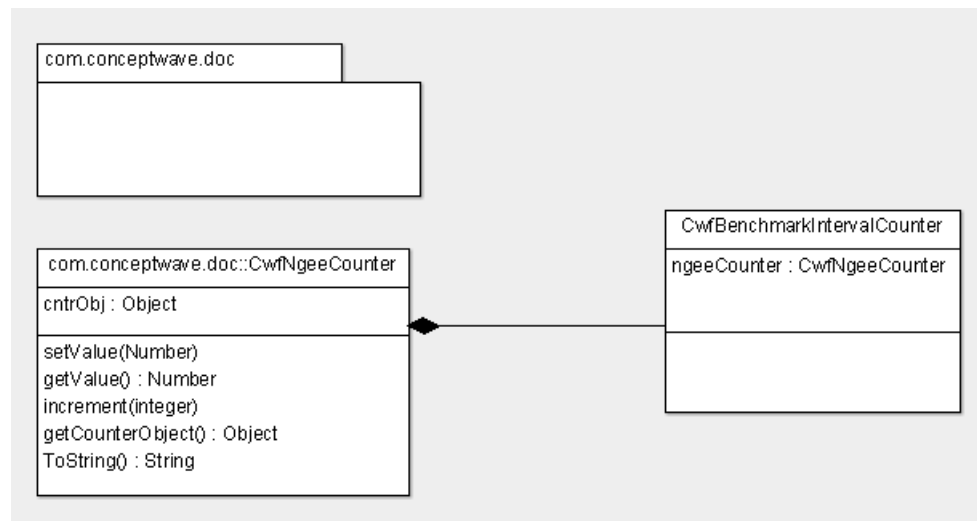 com.conceptwave.doc
com.conceptwave.doc::CwfNgeeCounter
cntrObj : Object
setValue(Number)
getValue() : Number
increment(integer)
getCounterObject() : Object
ToString() : String
CwfBenchmarkIntervalCounter
ngeeCounter : CwfNgeeCounter